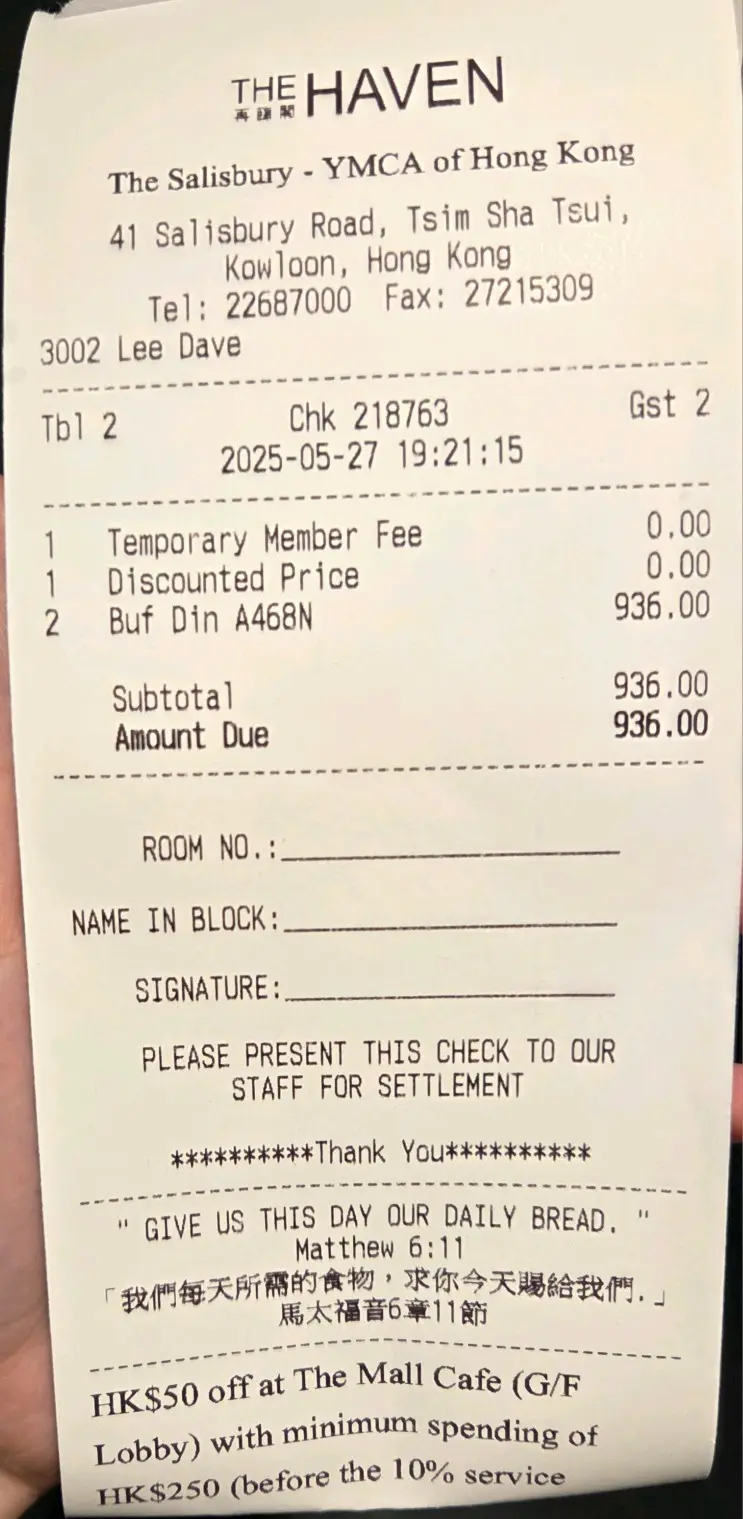 THE HAVEN
再聚閣
The Salisbury - YMCA of Hong Kong
41 Salisbury Road, Tsim Sha Tsui,
Kowloon, Hong Kong
Tel: 22687000 Fax: 27215309
3002 Lee Dave
Tbl 2 Chk 218763 Gst 2
2025-05-27 19:21:15
1 Temporary Member Fee 0.00
1 Discounted Price 0.00
2 Buf Din A468N 936.00
Subtotal 936.00
Amount Due 936.00
ROOM NO.:
NAME IN BLOCK:
SIGNATURE:
PLEASE PRESENT THIS CHECK TO OUR
STAFF FOR SETTLEMENT
**********Thank You**********
" GIVE US THIS DAY OUR DAILY BREAD. "
Matthew 6:11
「我們每天所需的食物，求你今天賜給我們.」
馬太福音6章11節
HK$50 off at The Mall Cafe (G/F
Lobby) with minimum spending of
HK$250 (before the 10% service